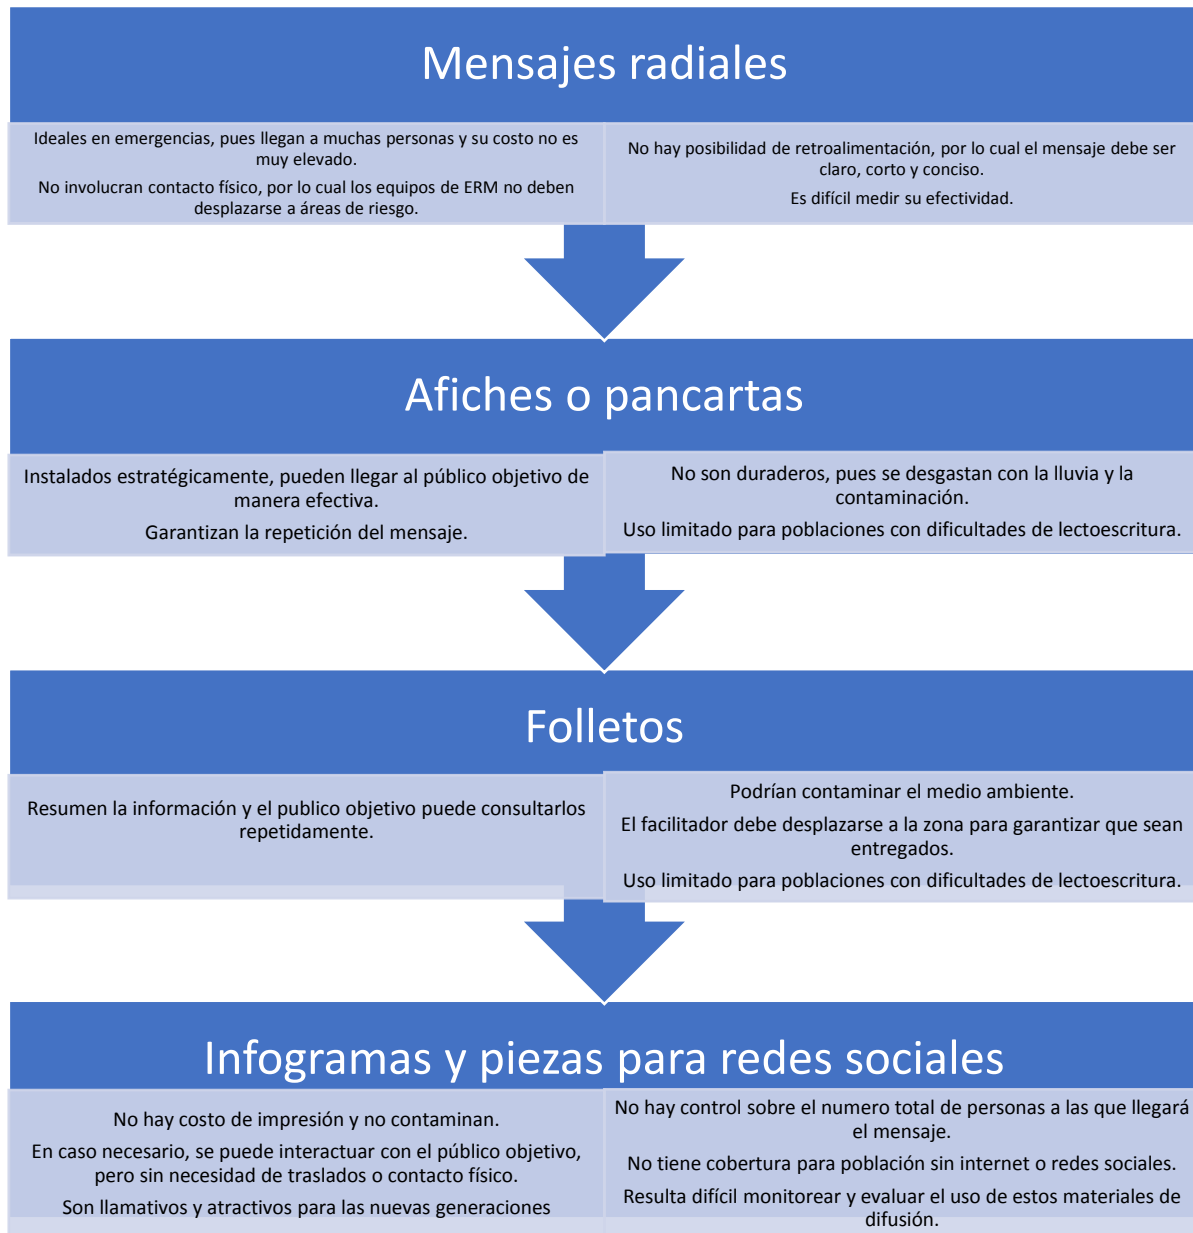 Mensajes radiales
Ideales en emergencias, pues llegan a muchas personas y su costo no es
muy elevado.
No involucran contacto físico, por lo cual los equipos de ERM no deben
desplazarse a áreas de riesgo.
No hay posibilidad de retroalimentación, por lo cual el mensaje debe ser
claro, corto y conciso.
Es difícil medir su efectividad.
Afiches o pancartas
Instalados estratégicamente, pueden llegar al público objetivo de
manera efectiva.
Garantizan la repetición del mensaje.
No son duraderos, pues se desgastan con la lluvia y la
contaminación.
Uso limitado para poblaciones con dificultades de lectoescritura.
Folletos
Resumen la información y el publico objetivo puede consultarlos
repetidamente.
Podrían contaminar el medio ambiente.
El facilitador debe desplazarse a la zona para garantizar que sean
entregados.
Uso limitado para poblaciones con dificultades de lectoescritura.
Infogramas y piezas para redes sociales
No hay costo de impresión y no contaminan.
En caso necesario, se puede interactuar con el público objetivo,
pero sin necesidad de traslados o contacto físico.
Son llamativos y atractivos para las nuevas generaciones
No hay control sobre el numero total de personas a las que llegará
el mensaje.
No tiene cobertura para población sin internet o redes sociales.
Resulta difícil monitorear y evaluar el uso de estos materiales de
difusión.